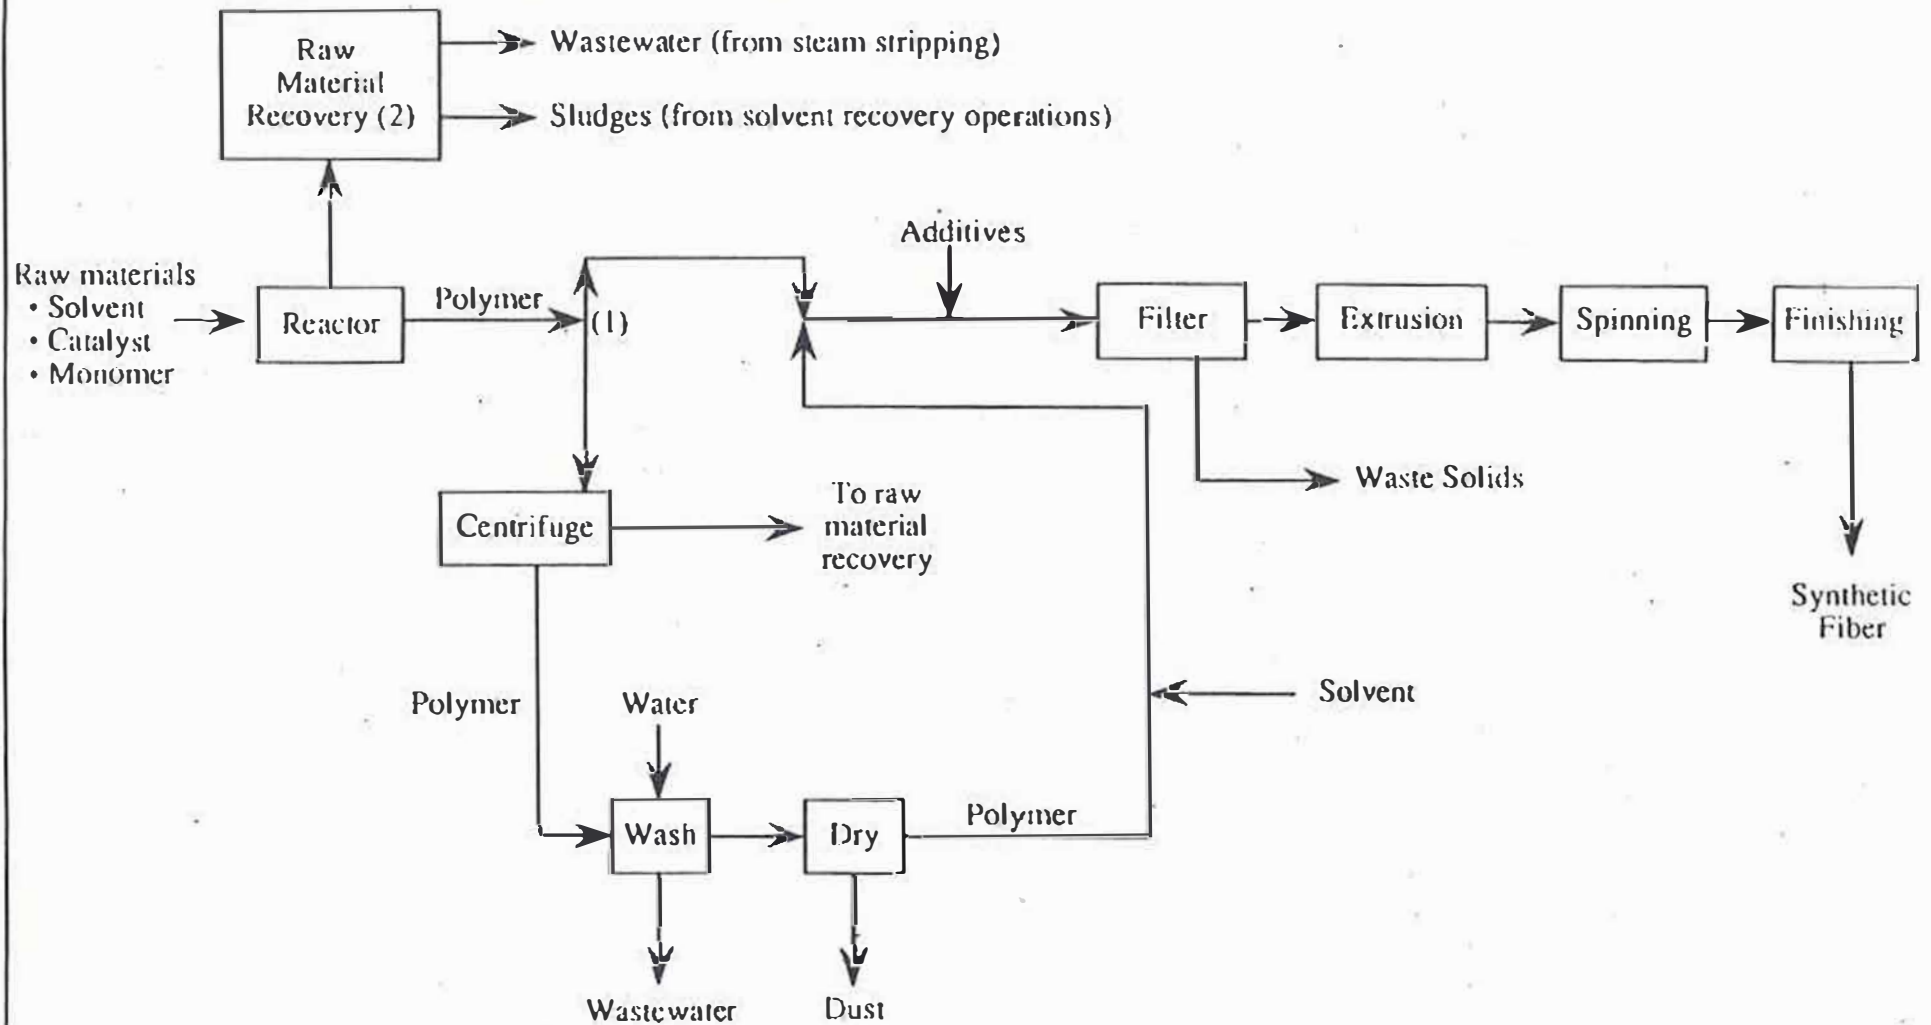 Raw
Material
Recovery (2)
Wastewater (from steam stripping)
Sludges (from solvent recovery operations)
Raw materials
• Solvent
• Catalyst
• Monomer
Reactor
Polymer
(1)
Additives
Filter
Extrusion
Spinning
Finishing
Waste Solids
Centrifuge
To raw
material
recovery
Synthetic
Fiber
Polymer
Water
Solvent
Wash
Dry
Polymer
Wastewater
Dust